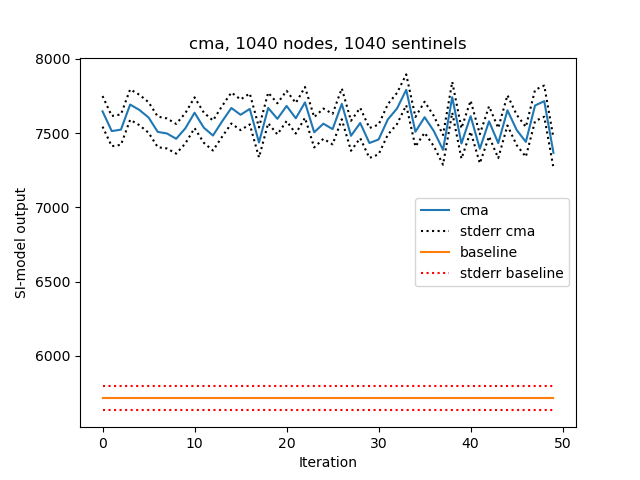 cma, 1040 nodes, 1040 sentinels
8000
7500
7000
6500
6000
SI-model output
cma
stderr cma
baseline
stderr baseline
0 10 20 30 40 50
Iteration